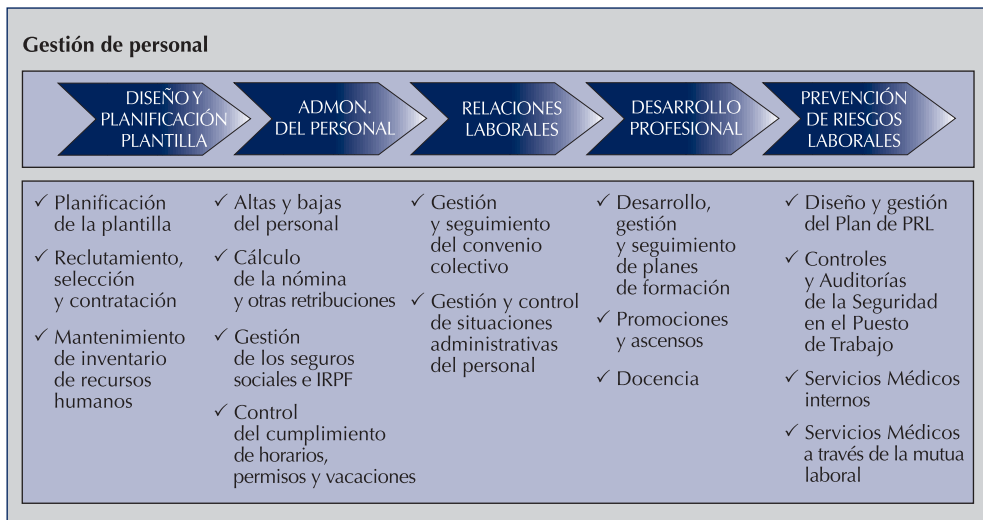 Gestión de personal
DISEÑO Y
PLANIFICACIÓN
PLANTILLA
ADMON.
DEL PERSONAL
RELACIONES
LABORALES
DESARROLLO
PROFESIONAL
PREVENCIÓN
DE RIESGOS
LABORALES
✓ Planificación
de la plantilla
✓ Reclutamiento,
selección
y contratación
✓ Mantenimiento
de inventario
de recursos
humanos
✓ Altas y bajas
del personal
✓ Cálculo
de la nómina
y otras retribuciones
✓ Gestión
de los seguros
sociales e IRPF
✓ Control
del cumplimiento
de horarios,
permisos y vacaciones
✓ Gestión
y seguimiento
del convenio
colectivo
✓ Gestión y control
de situaciones
administrativas
del personal
✓ Desarrollo,
gestión
y seguimiento
de planes
de formación
✓ Promociones
y ascensos
✓ Docencia
✓ Diseño y gestión
del Plan de PRL
✓ Controles
y Auditorías
de la Seguridad
en el Puesto
de Trabajo
✓ Servicios Médicos
internos
✓ Servicios Médicos
a través de la mutua
laboral